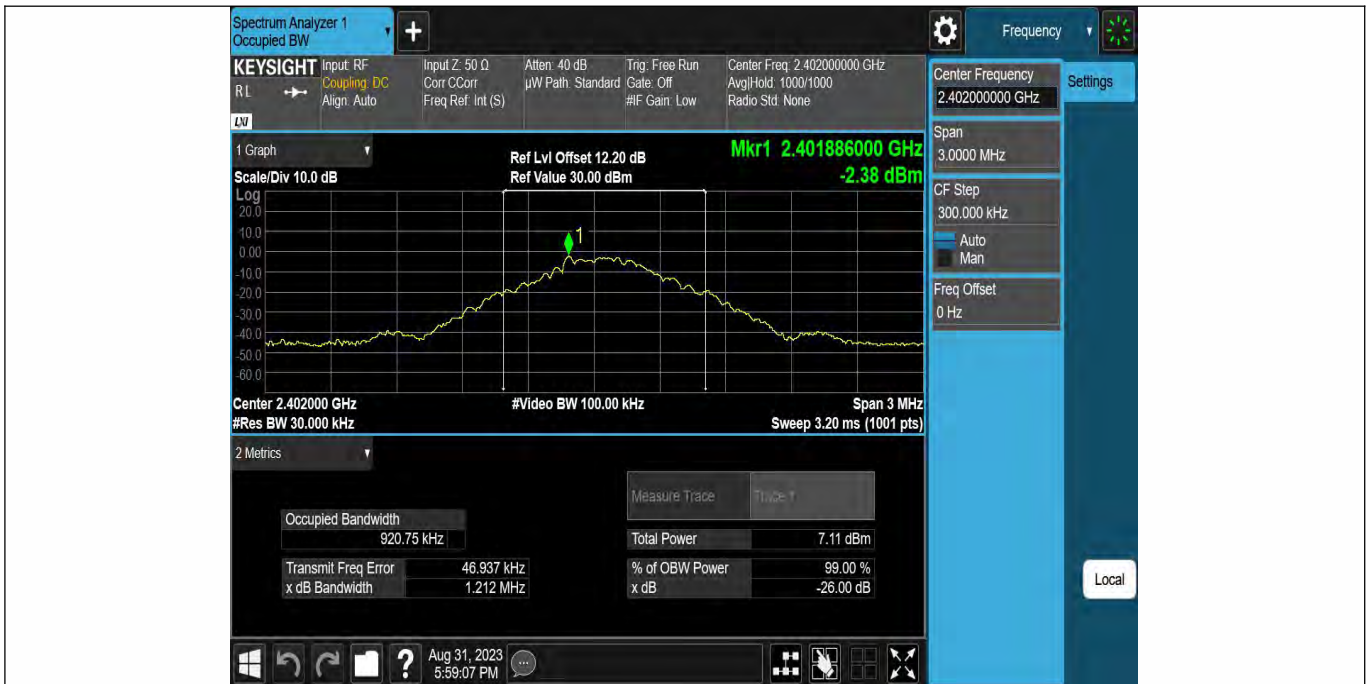 Spectrum Analyzer 1
Occupied BW
+
Frequency
KEYSIGHT
R L
LXI
Input: RF
Coupling: DC
Align: Auto
Input Z: 50 Ω
Corr CCorr
Freq Ref: Int (S)
Atten: 40 dB
µW Path: Standard
Trig: Free Run
Gate: Off
#IF Gain: Low
Center Freq: 2.402000000 GHz
Avg|Hold: 1000/1000
Radio Std: None
Center Frequency
2.402000000 GHz
Settings
Span
3.0000 MHz
CF Step
300.000 kHz
Auto
Man
Freq Offset
0 Hz
Local
1 Graph
Scale/Div 10.0 dB
Ref Lvl Offset 12.20 dB
Ref Value 30.00 dBm
Mkr1 2.401886000 GHz
-2.38 dBm
Log
20.0
10.0
0.00
-10.0
-20.0
-30.0
-40.0
-50.0
-60.0
1
Center 2.402000 GHz
#Video BW 100.00 kHz
Span 3 MHz
#Res BW 30.000 kHz
Sweep 3.20 ms (1001 pts)
2 Metrics
Measure Trace
Trace 1
Occupied Bandwidth
920.75 kHz
Total Power
7.11 dBm
Transmit Freq Error
46.937 kHz
% of OBW Power
99.00 %
x dB Bandwidth
1.212 MHz
x dB
-26.00 dB
?
Aug 31, 2023
5:59:07 PM